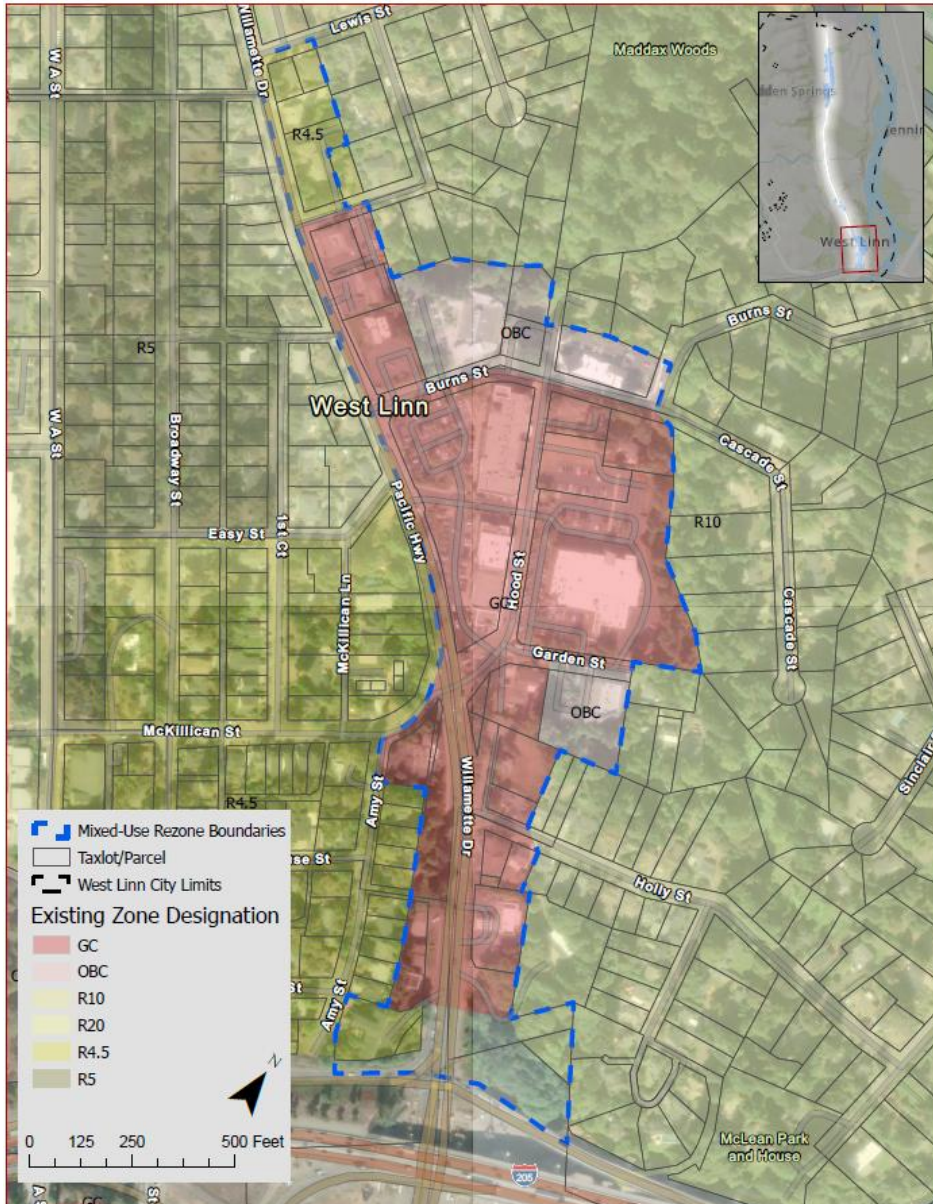 Lewis St
Willamette Dr
Maddax Woods
W A St
R4.5
West Linn
Burns St
OBC
R5
Burns St
West Linn
W A St
Broadway St
Pacific Hwy
Cascade St
Easy St
1st Ct
R10
McKillican Ln
Hood St
Cascade St
Garden St
OBC
McKillican St
Willamette Dr
Amy St
R4.5
Holly St
Amy St
McLean Park
and House
205
GC
Mixed-Use Rezone Boundaries
Taxlot/Parcel
West Linn City Limits
Existing Zone Designation
GC
OBC
R10
R20
R4.5
R5
N
0 125 250 500 Feet